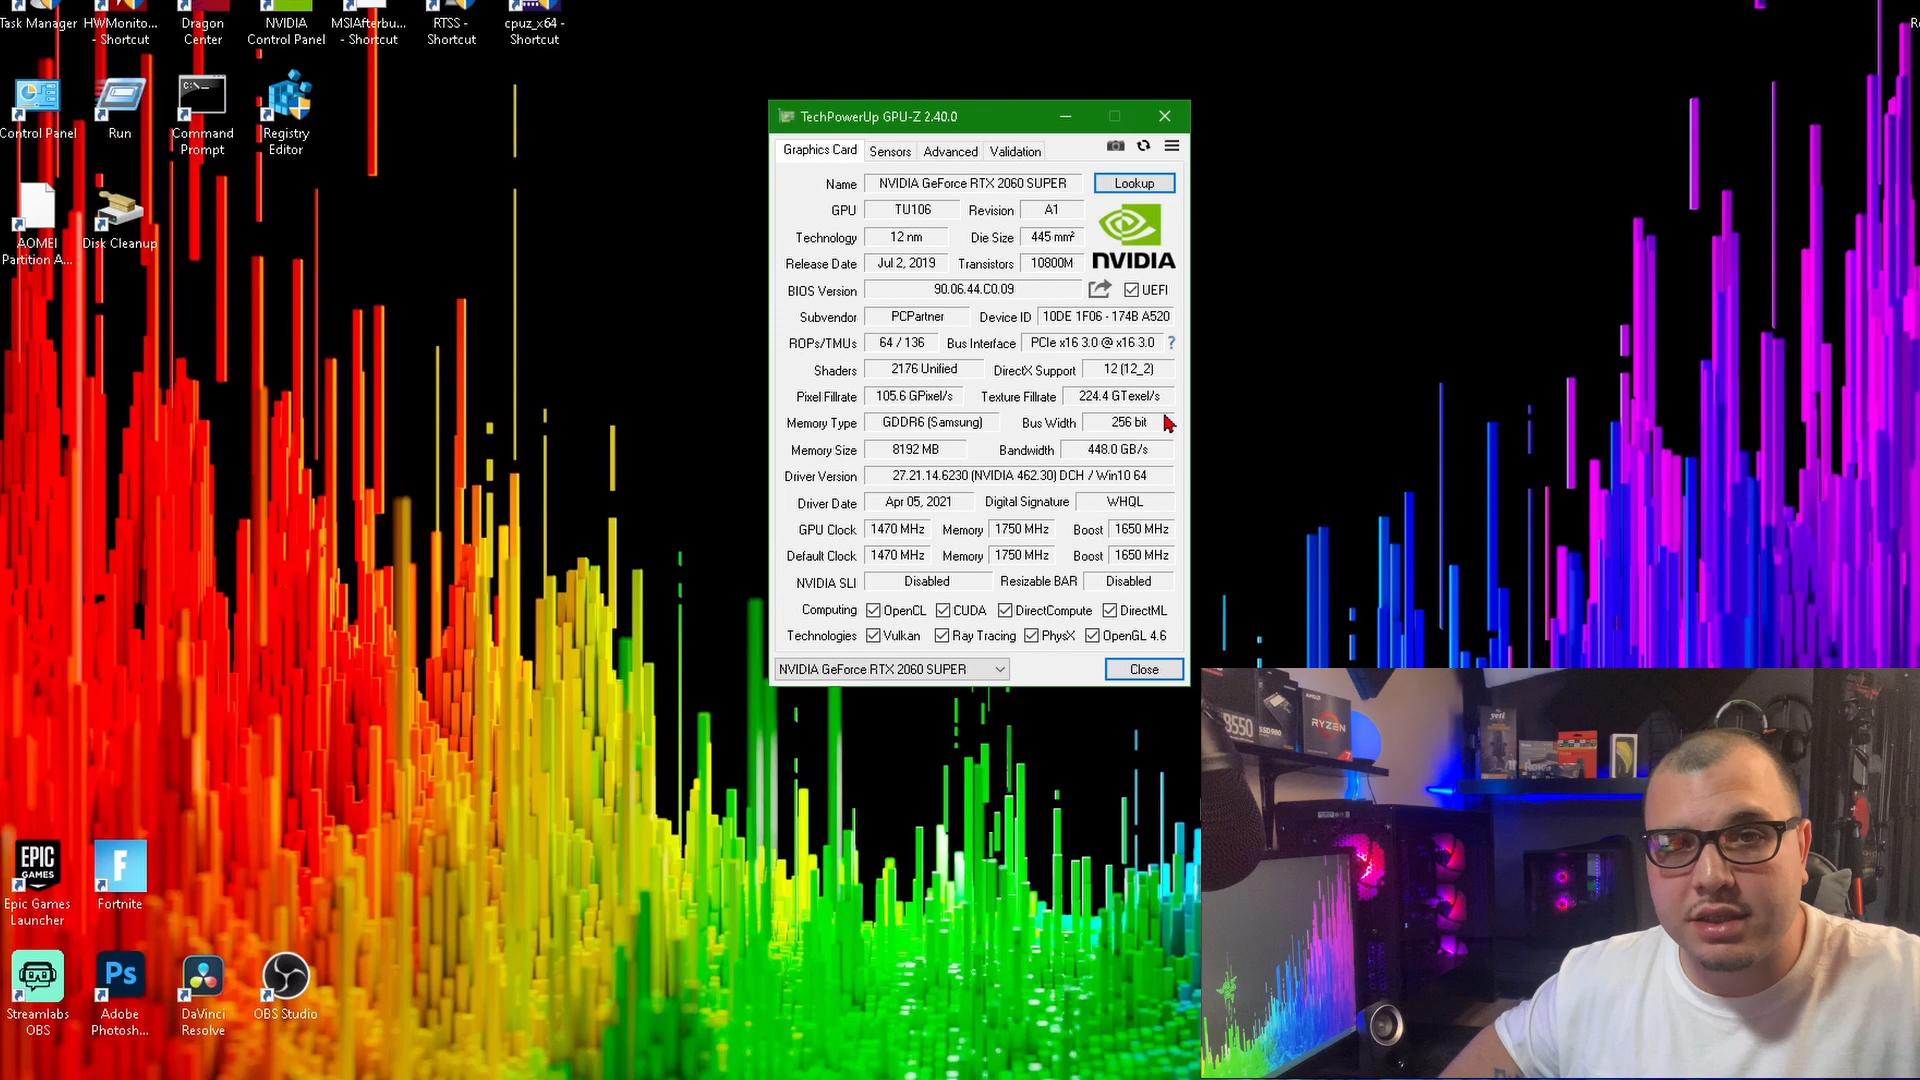 Task Manager
HWMonito...
- Shortcut
Dragon
Center
NVIDIA
Control Panel
MSIAfterbu...
- Shortcut
RTSS -
Shortcut
cpuz_x64 -
Shortcut
Control Panel
Run
Command
Prompt
Registry
Editor
AOMEI
Partition A...
Disk Cleanup
TechPowerUp GPU-Z 2.40.0
Graphics Card Sensors Advanced Validation
Name NVIDIA GeForce RTX 2060 SUPER Lookup
GPU TU106 Revision A1
Technology 12 nm Die Size 445 mm²
Release Date Jul 2, 2019 Transistors 10800M
NVIDIA
BIOS Version 90.06.44.C0.09 UEFI
Subvendor PCPartner Device ID 10DE 1F06 - 174B A520
ROPs/TMUs 64 / 136 Bus Interface PCIe x16 3.0 @ x16 3.0 ?
Shaders 2176 Unified DirectX Support 12 (12_2)
Pixel Fillrate 105.6 GPixel/s Texture Fillrate 224.4 GTexel/s
Memory Type GDDR6 (Samsung) Bus Width 256 bit
Memory Size 8192 MB Bandwidth 448.0 GB/s
Driver Version 27.21.14.6230 (NVIDIA 462.30) DCH / Win10 64
Driver Date Apr 05, 2021 Digital Signature WHQL
GPU Clock 1470 MHz Memory 1750 MHz Boost 1650 MHz
Default Clock 1470 MHz Memory 1750 MHz Boost 1650 MHz
NVIDIA SLI Disabled Resizable BAR Disabled
Computing OpenCL CUDA DirectCompute DirectML
Technologies Vulkan Ray Tracing PhysX OpenGL 4.6
NVIDIA GeForce RTX 2060 SUPER Close
EPIC
GAMES
Epic Games
Launcher
F
Fortnite
Streamlabs
OBS
Ps
Adobe
Photosh...
DaVinci
Resolve
OBS Studio
B550
SSD 980
RYZEN
7
yeti